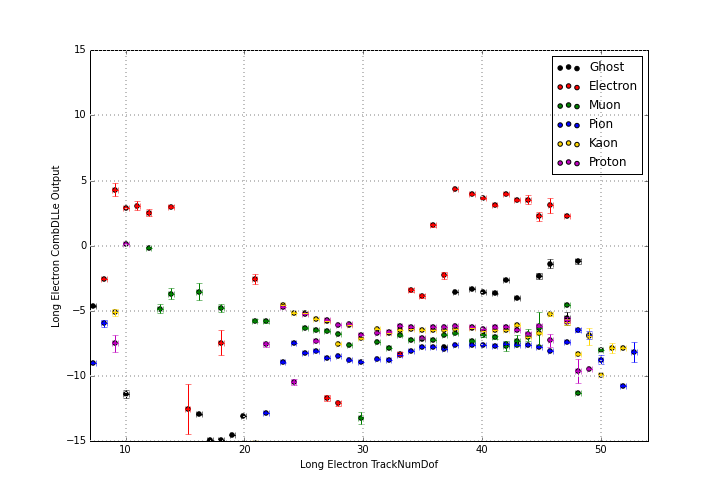 15
10
5
0
−5
−10
−15
Long Electron CombDLLe Output
10
20
30
40
50
Long Electron TrackNumDof
Ghost
Electron
Muon
Pion
Kaon
Proton